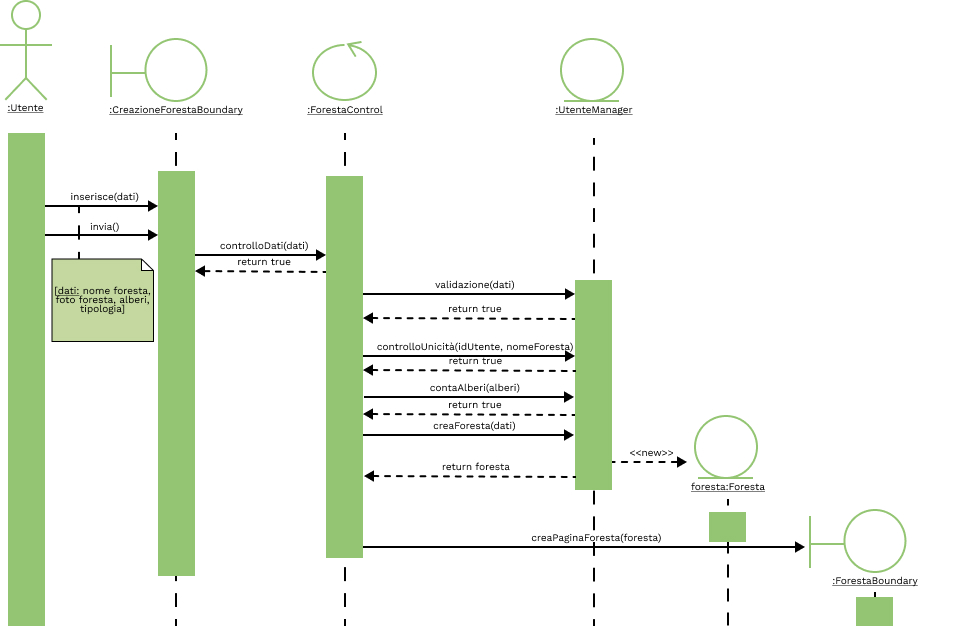 :Utente
:CreazioneForestaBoundary
:ForestaControl
:UtenteManager
inserisce(dati)
invia()
controlloDati(dati)
return true
[dati: nome foresta,
foto foresta, alberi,
tipologia]
validazione(dati)
return true
controlloUnicità(idUtente, nomeForesta)
return true
contaAlberi(alberi)
return true
creaForesta(dati)
<<new>>
return foresta
foresta:Foresta
creaPaginaForesta(foresta)
:ForestaBoundary